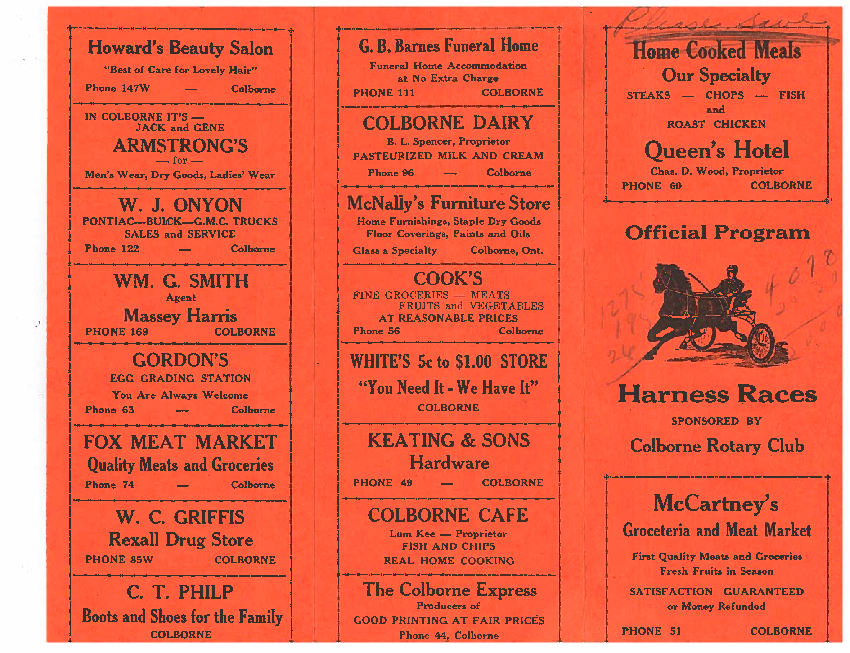 Howard's Beauty Salon
"Best of Care for Lovely Hair"
Phone 147W — Colborne
IN COLBORNE IT'S —
JACK and GENE
ARMSTRONG'S
— for —
Men's Wear, Dry Goods, Ladies' Wear
W. J. ONYON
PONTIAC—BUICK—G.M.C. TRUCKS
SALES and SERVICE
Phone 122 — Colborne
WM. G. SMITH
Agent
Massey Harris
PHONE 169 COLBORNE
GORDON'S
EGG GRADING STATION
You Are Always Welcome
Phone 63 — Colborne
FOX MEAT MARKET
Quality Meats and Groceries
Phone 74 — Colborne
W. C. GRIFFIS
Rexall Drug Store
PHONE 85W COLBORNE
C. T. PHILP
Boots and Shoes for the Family
COLBORNE
G. B. Barnes Funeral Home
Funeral Home Accommodation
at No Extra Charge
PHONE 111 COLBORNE
COLBORNE DAIRY
B. L. Spencer, Proprietor
PASTEURIZED MILK AND CREAM
Phone 96 — Colborne
McNally's Furniture Store
Home Furnishings, Staple Dry Goods
Floor Coverings, Paints and Oils
Glass a Specialty Colborne, Ont.
COOK'S
FINE GROCERIES — MEATS
FRUITS and VEGETABLES
AT REASONABLE PRICES
Phone 56 Colborne
WHITE'S 5c to $1.00 STORE
"You Need It - We Have It"
COLBORNE
KEATING & SONS
Hardware
PHONE 49 — COLBORNE
COLBORNE CAFE
Lum Kee — Proprietor
FISH AND CHIPS
REAL HOME COOKING
The Colborne Express
Producers of
GOOD PRINTING AT FAIR PRICES
Phone 44, Colborne
Please save
Home Cooked Meals
Our Specialty
STEAKS — CHOPS — FISH
and
ROAST CHICKEN
Queen's Hotel
Chas. D. Wood, Proprietor
PHONE 60 COLBORNE
Official Program
Harness Races
SPONSORED BY
Colborne Rotary Club
McCartney's
Groceteria and Meat Market
First Quality Meats and Groceries
Fresh Fruits in Season
SATISFACTION GUARANTEED
or Money Refunded
PHONE 51 COLBORNE